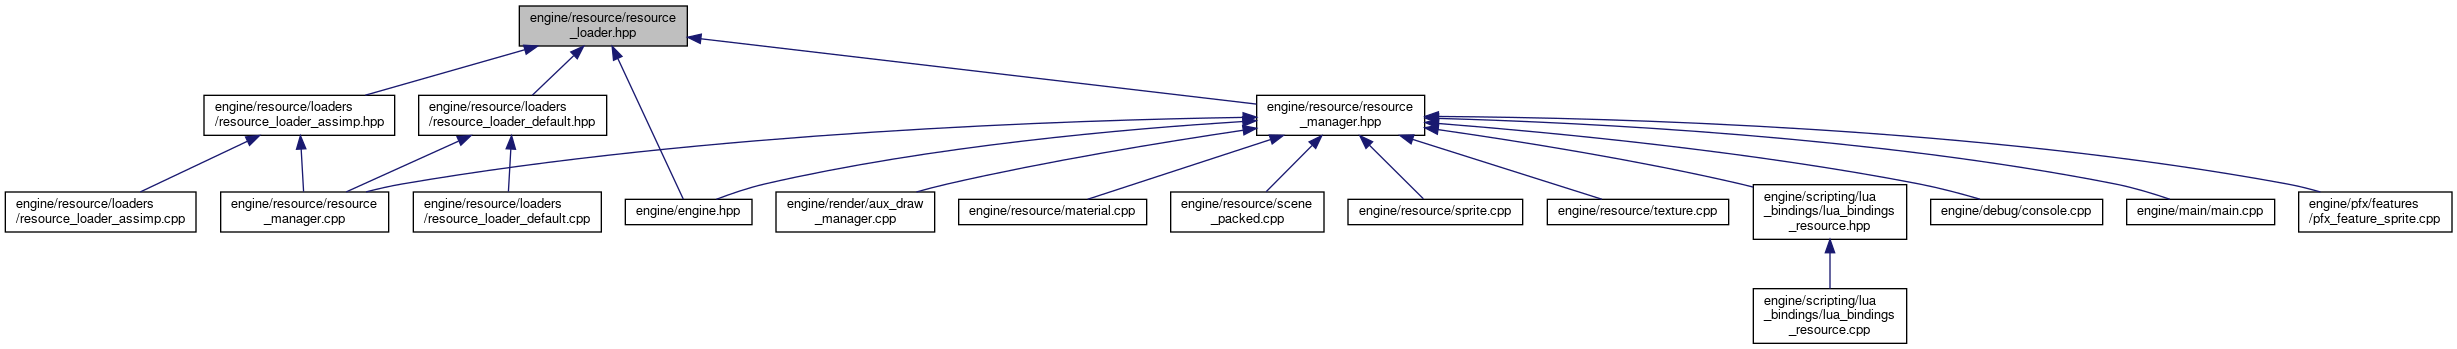 engine/resource/resource
_loader.hpp
engine/resource/loaders
/resource_loader_assimp.hpp
engine/resource/loaders
/resource_loader_default.hpp
engine/resource/resource
_manager.hpp
engine/resource/loaders
/resource_loader_assimp.cpp
engine/resource/resource
_manager.cpp
engine/resource/loaders
/resource_loader_default.cpp
engine/engine.hpp
engine/render/aux_draw
_manager.cpp
engine/resource/material.cpp
engine/resource/scene
_packed.cpp
engine/resource/sprite.cpp
engine/resource/texture.cpp
engine/scripting/lua
_bindings/lua_bindings
_resource.hpp
engine/debug/console.cpp
engine/main/main.cpp
engine/pfx/features
/pfx_feature_sprite.cpp
engine/scripting/lua
_bindings/lua_bindings
_resource.cpp